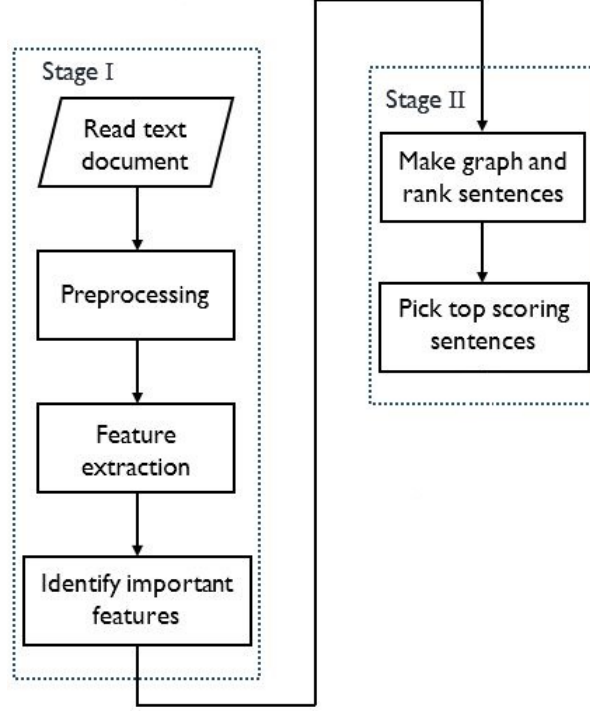 Stage I
Read text
document
Preprocessing
Feature
extraction
Identify important
features
Stage II
Make graph and
rank sentences
Pick top scoring
sentences